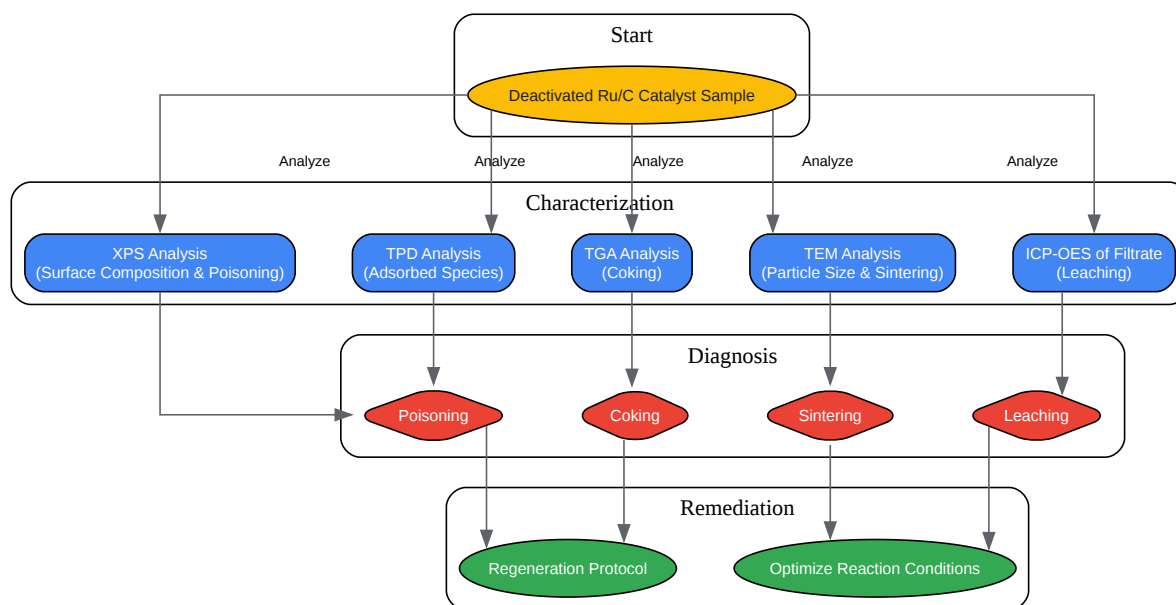 Start
Deactivated Ru/C Catalyst Sample
Analyze Analyze Analyze Analyze Analyze
Characterization
XPS Analysis
(Surface Composition & Poisoning)
TPD Analysis
(Adsorbed Species)
TGA Analysis
(Coking)
TEM Analysis
(Particle Size & Sintering)
ICP-OES of Filtrate
(Leaching)
Diagnosis
Poisoning
Coking
Sintering
Leaching
Remediation
Regeneration Protocol
Optimize Reaction Conditions